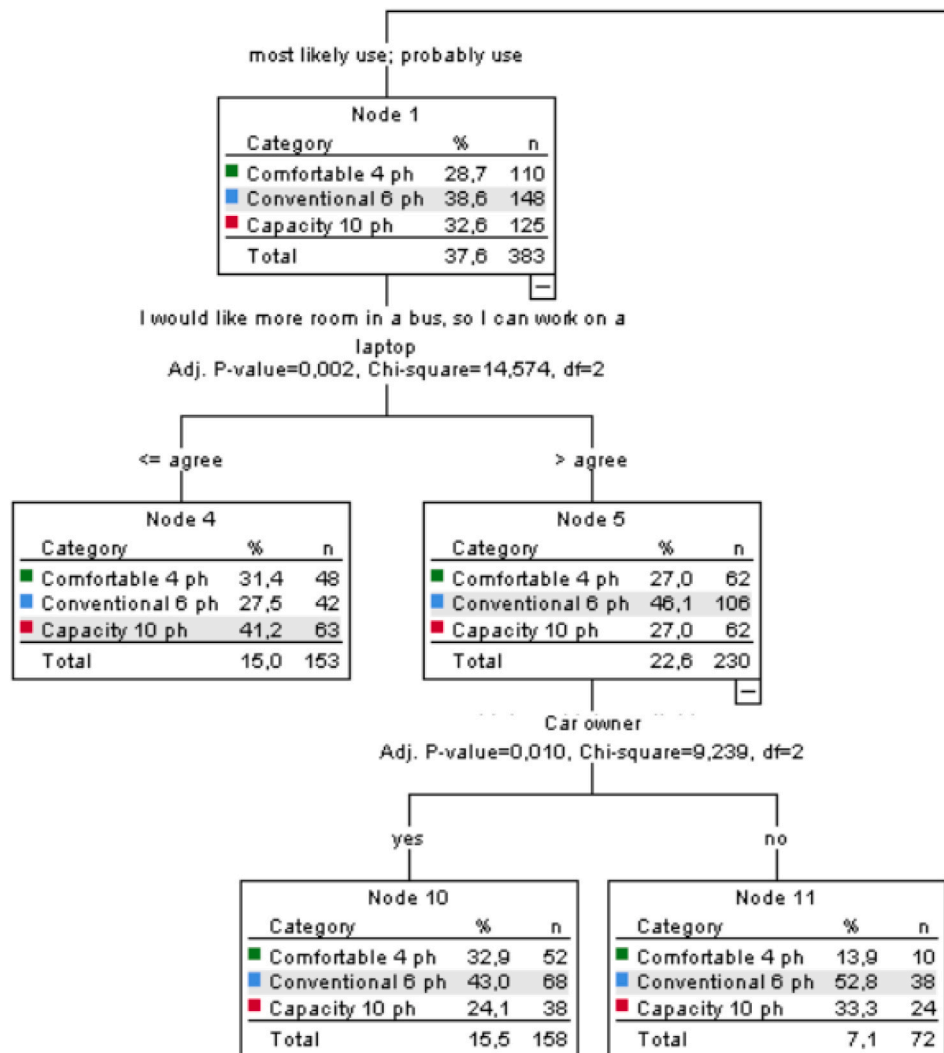 most likely use; probably use
Node 1
Category % n
Comfortable 4 ph 28,7 110
Conventional 6 ph 38,6 148
Capacity 10 ph 32,6 125
Total 37,6 383
I would like more room in a bus, so I can work on a
laptop
Adj. P-value=0,002, Chi-square=14,574, df=2
<= agree
> agree
Node 4
Category % n
Comfortable 4 ph 31,4 48
Conventional 6 ph 27,5 42
Capacity 10 ph 41,2 63
Total 15,0 153
Node 5
Category % n
Comfortable 4 ph 27,0 62
Conventional 6 ph 46,1 106
Capacity 10 ph 27,0 62
Total 22,6 230
Car owner
Adj. P-value=0,010, Chi-square=9,239, df=2
yes
no
Node 10
Category % n
Comfortable 4 ph 32,9 52
Conventional 6 ph 43,0 68
Capacity 10 ph 24,1 38
Total 15,5 158
Node 11
Category % n
Comfortable 4 ph 13,9 10
Conventional 6 ph 52,8 38
Capacity 10 ph 33,3 24
Total 7,1 72